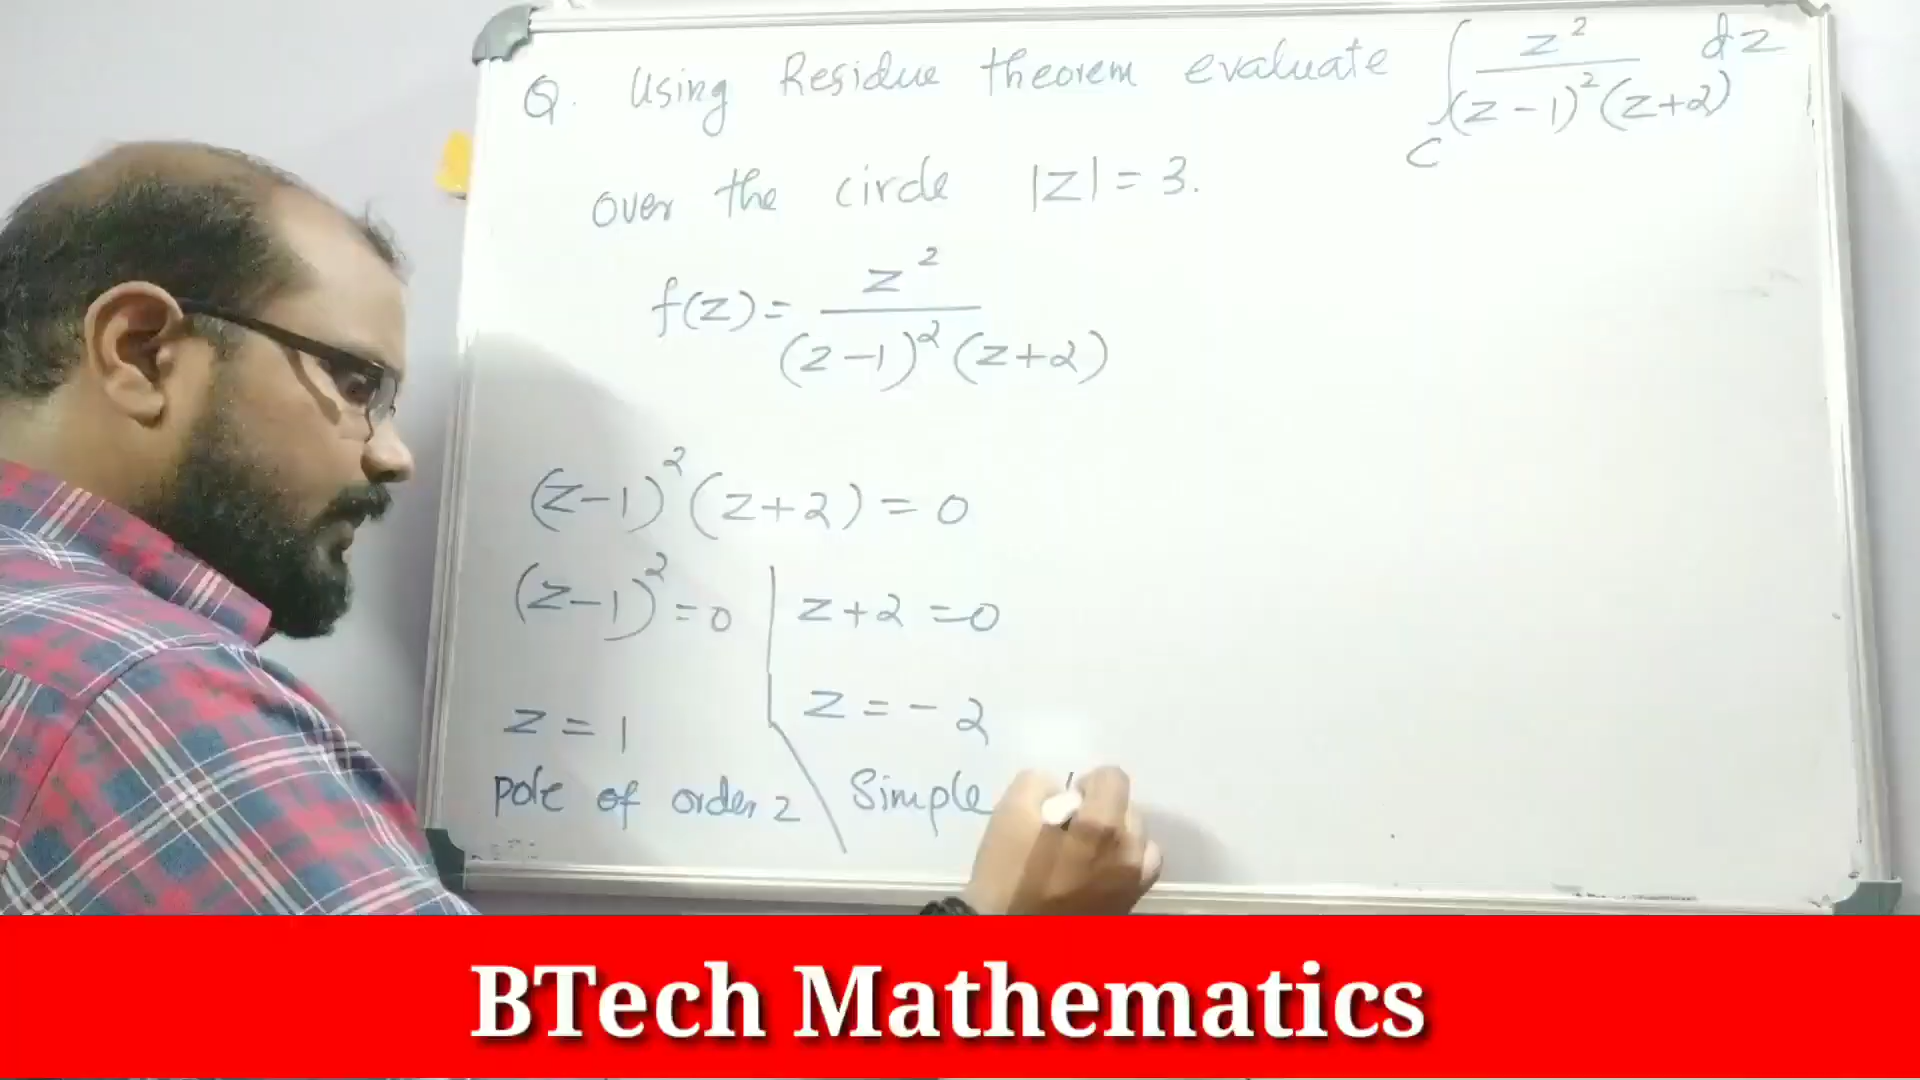 Q. Using Residue theorem evaluate ∫_C z²/((z-1)²(z+2)) dz
over the circle |z| = 3.
f(z) = z²/((z-1)²(z+2))
(z-1)²(z+2) = 0
(z-1)² = 0 | z+2 = 0
z = 1 | z = -2
pole of order 2 | Simple
BTech Mathematics